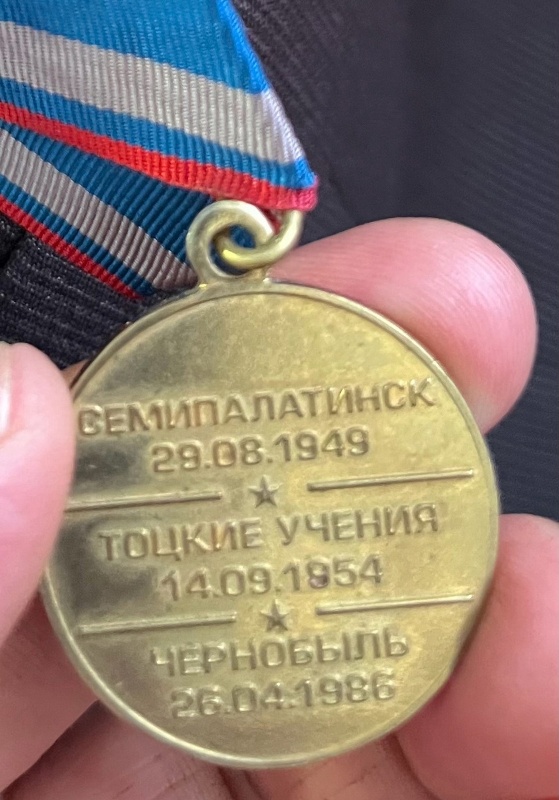 СЕМИПАЛАТИНСК
29.08.1949
ТОЦКИЕ УЧЕНИЯ
14.09.1954
ЧЕРНОБЫЛЬ
26.04.1986